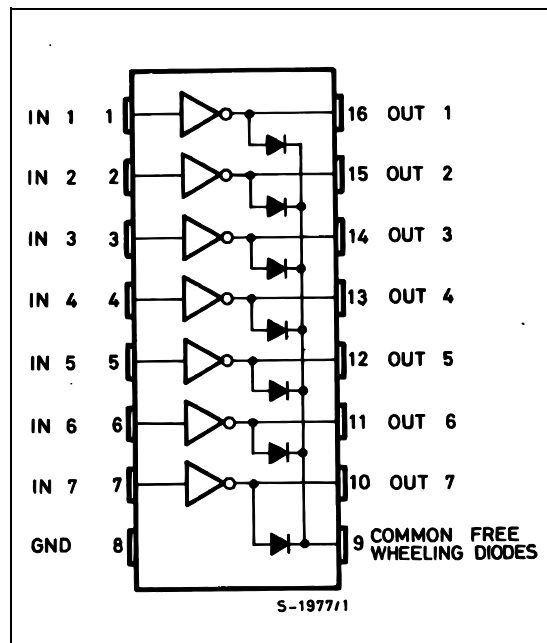 IN 1 1 16 OUT 1
IN 2 2 15 OUT 2
IN 3 3 14 OUT 3
IN 4 4 13 OUT 4
IN 5 5 12 OUT 5
IN 6 6 11 OUT 6
IN 7 7 10 OUT 7
GND 8 9 COMMON FREE
WHEELING DIODES
S-1977/1